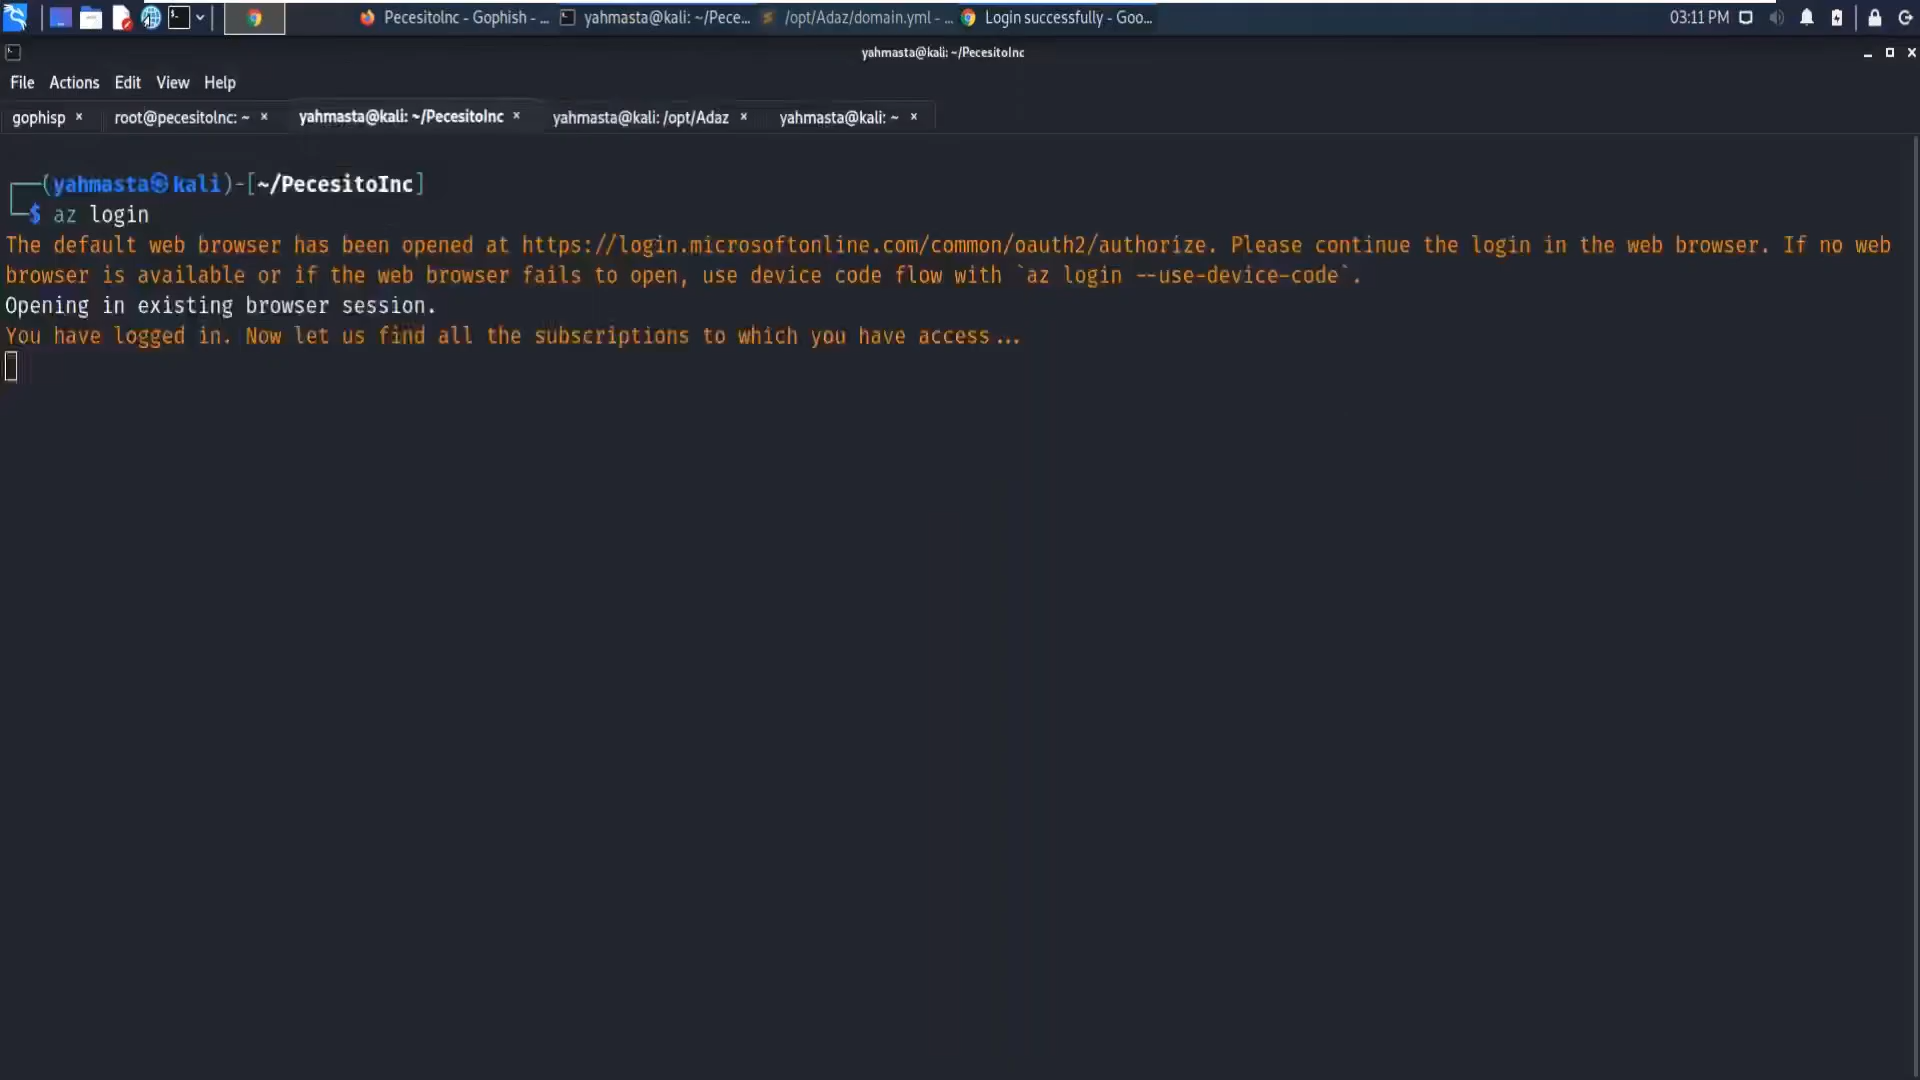 PecesitoInc - Gophish - ...
yahmasta@kali: ~/Pece...
/opt/Adaz/domain.yml - ...
Login successfully - Goo...
03:11 PM
yahmasta@kali: ~/PecesitoInc
File Actions Edit View Help
gophisp × root@pecesitoInc: ~ × yahmasta@kali: ~/PecesitoInc × yahmasta@kali: /opt/Adaz × yahmasta@kali: ~ ×
┌──(yahmasta㉿kali)-[~/PecesitoInc]
└─$ az login
The default web browser has been opened at https://login.microsoftonline.com/common/oauth2/authorize. Please continue the login in the web browser. If no web
browser is available or if the web browser fails to open, use device code flow with `az login --use-device-code`.
Opening in existing browser session.
You have logged in. Now let us find all the subscriptions to which you have access...